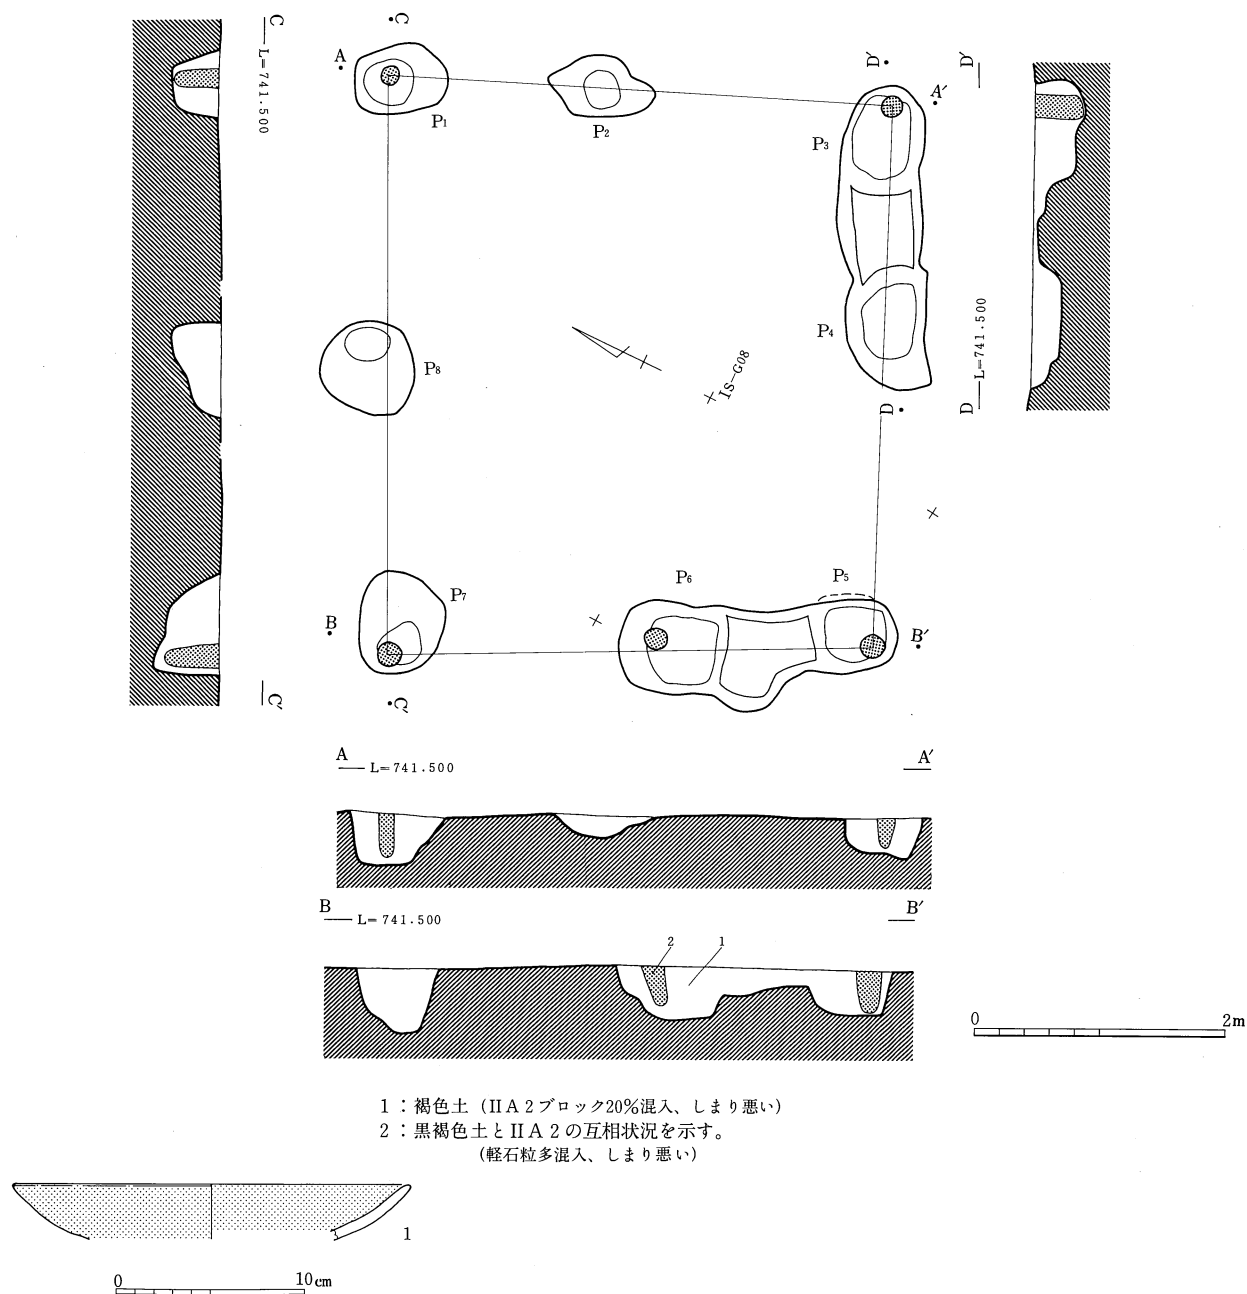 C
L=741.500
C
A
P1
P2
D'
A'
P3
D'
P4
P8
IS-G08
D
D
L=741.500
P7
P6
P5
B
B'
C'
C'
A
L=741.500
A'
B
L=741.500
B'
2
1
0
2m
1：褐色土（ⅡA2ブロック20%混入、しまり悪い）
2：黒褐色土とⅡA2の互相状況を示す。
（軽石粒多混入、しまり悪い）
1
0
10cm